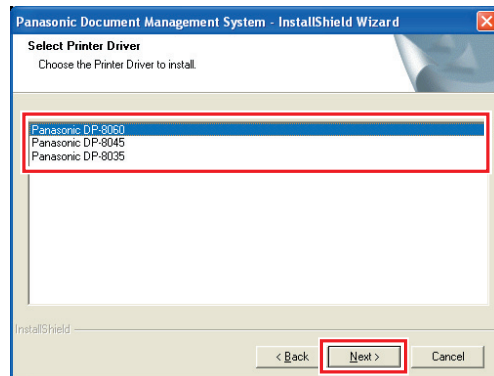 Panasonic Document Management System - InstallShield Wizard
Select Printer Driver
Choose the Printer Driver to install.
Panasonic DP-8060
Panasonic DP-8045
Panasonic DP-8035
InstallShield
< Back Next > Cancel